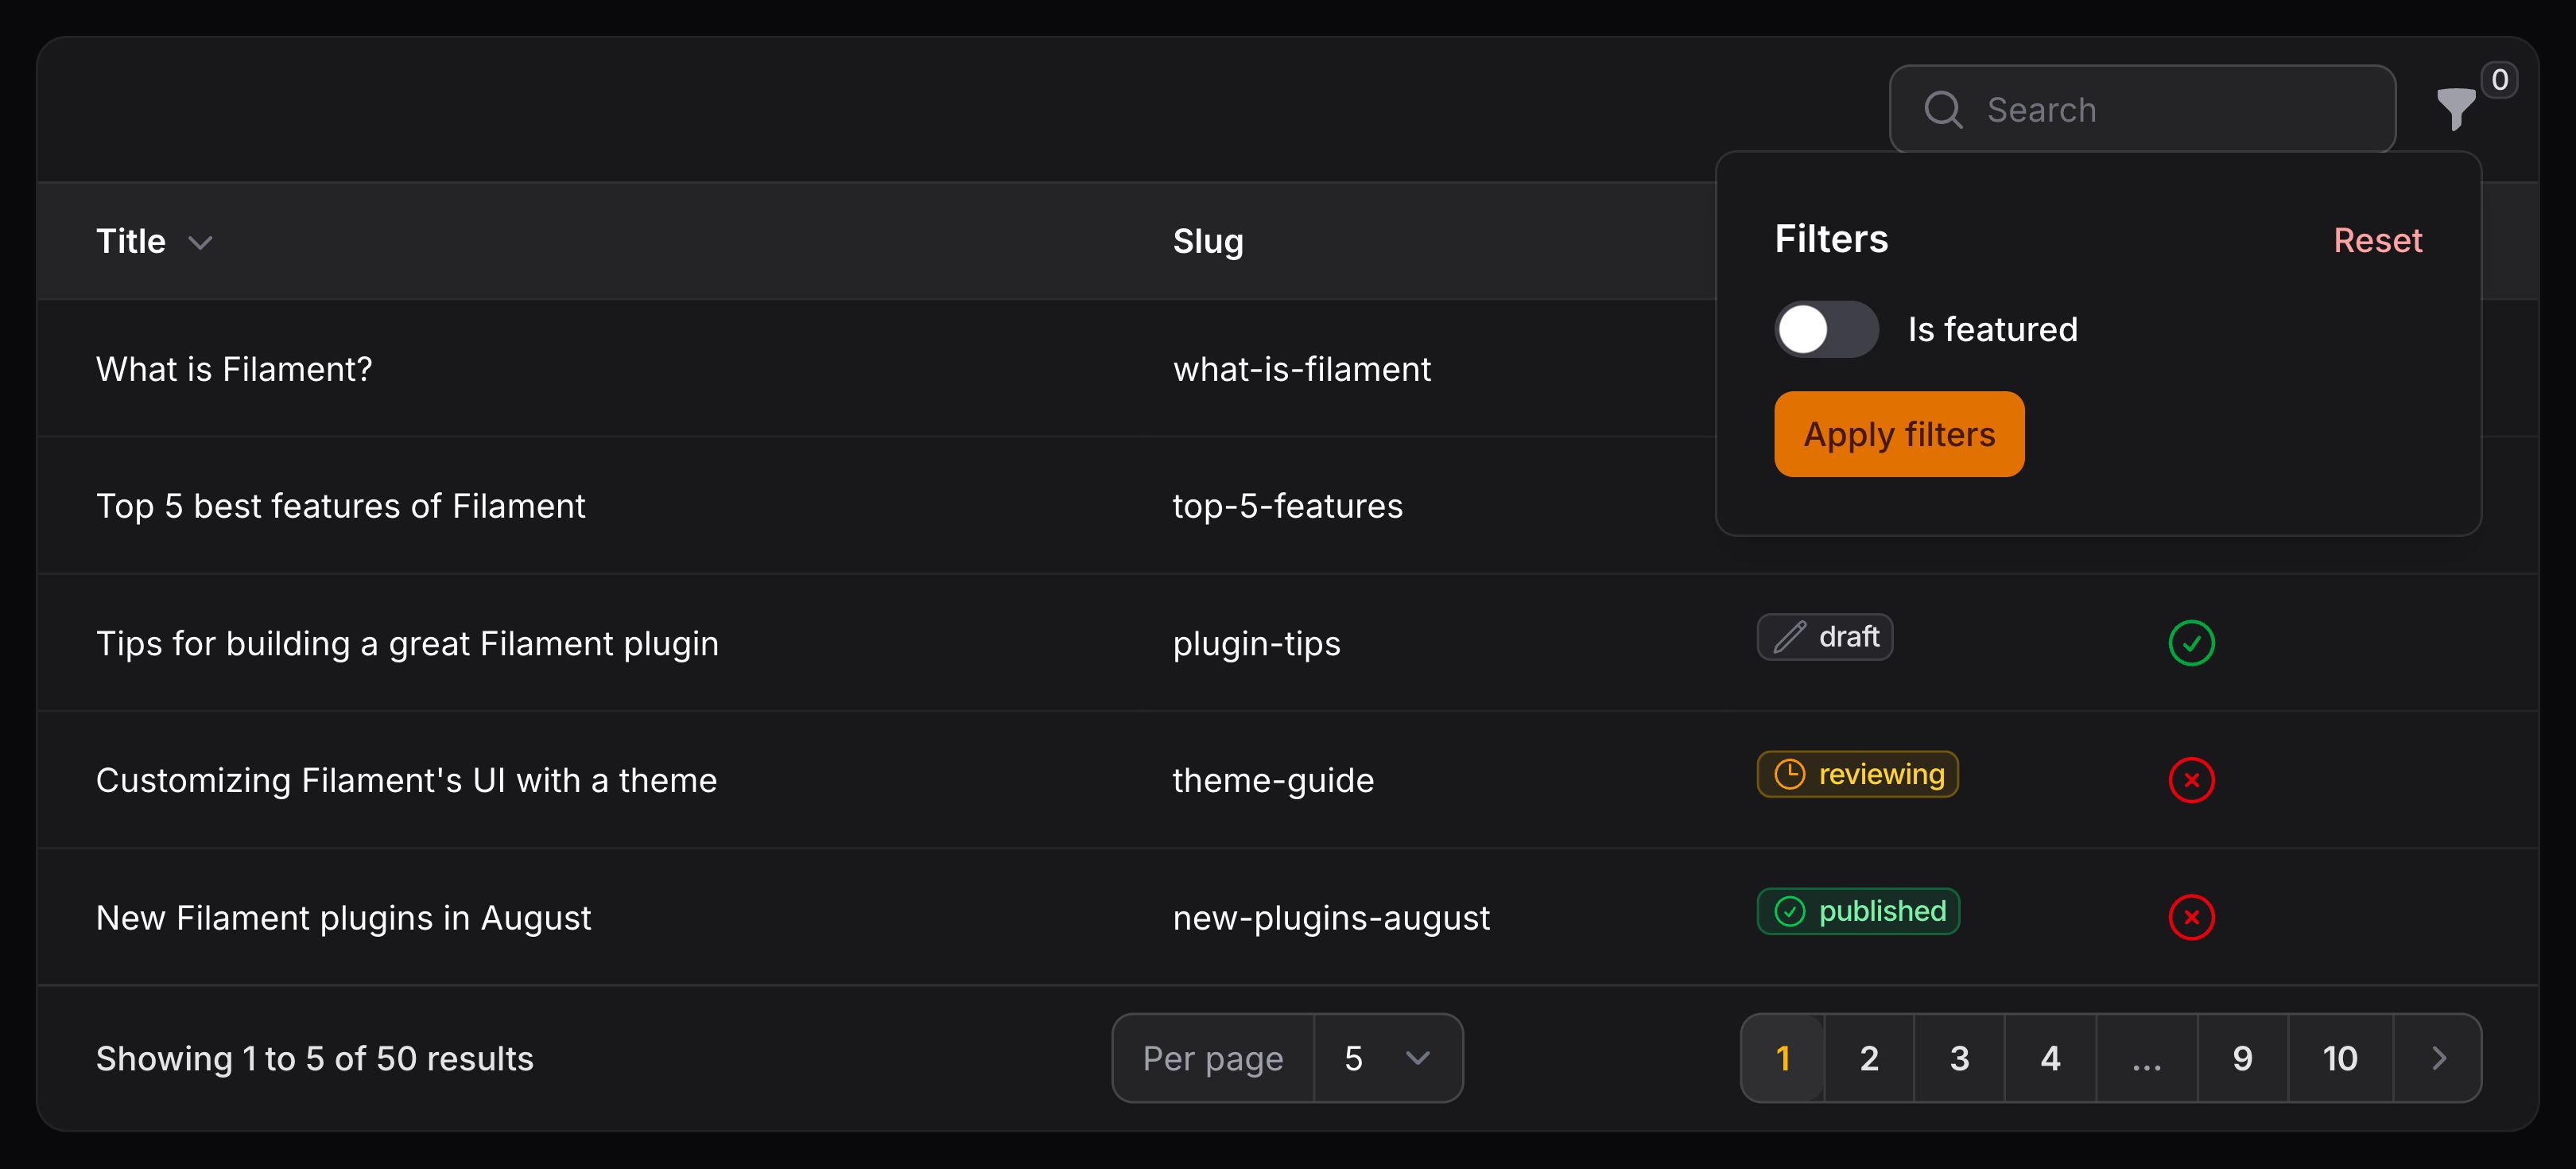 Search
0
Title
Slug
Filters
Reset
Is featured
Apply filters
What is Filament?
what-is-filament
Top 5 best features of Filament
top-5-features
Tips for building a great Filament plugin
plugin-tips
draft
Customizing Filament's UI with a theme
theme-guide
reviewing
New Filament plugins in August
new-plugins-august
published
Showing 1 to 5 of 50 results
Per page 5
1 2 3 4 ... 9 10